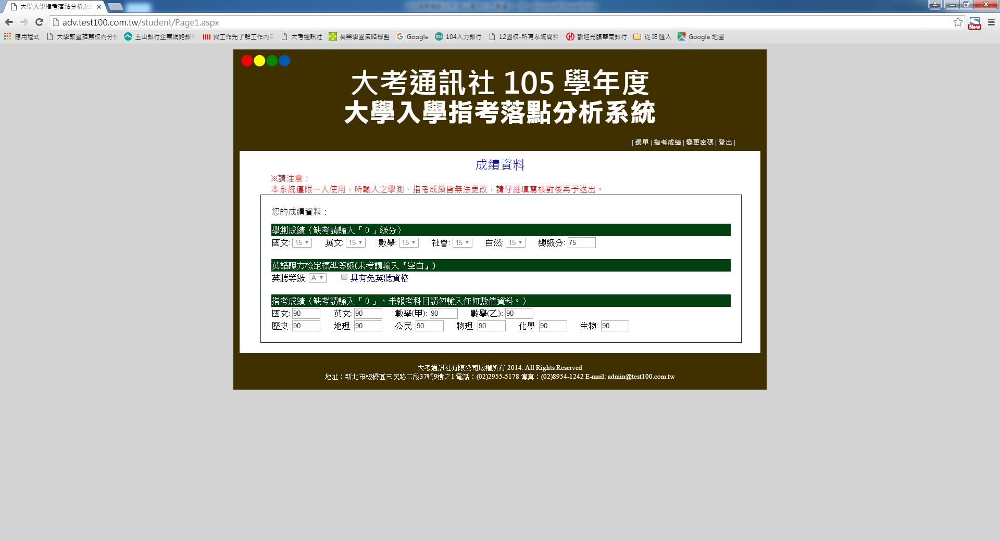 大學入學指考落點分析系
adv.test100.com.tw/student/Page1.aspx
New
應用程式 大學繁星推薦校內分 玉山銀行企業網路銀行 1111 找工作先了解工作內容 大考通訊社 長榮學園策略聯盟 Google 104人力銀行 12國校-所有系統開發 歡迎光臨華南銀行 從 IE 匯入 Google 地圖
大考通訊社 105 學年度
大學入學指考落點分析系統
| 選單 | 指考成績 | 變更密碼 | 登出 |
成績資料
※請注意：
本系統僅限一人使用，所輸入之學測、指考成績皆無法更改，請仔細填寫核對後再予送出。
您的成績資料：
學測成績（缺考請輸入「0」級分）
國文: 15 英文: 15 數學: 15 社會: 15 自然: 15 總級分: 75
英語聽力檢定標準等級(未考請輸入『空白』)
英聽等級: A 具有免英聽資格
指考成績（缺考請輸入「0」，未報考科目請勿輸入任何數值資料。）
國文: 90 英文: 90 數學(甲): 90 數學(乙): 90
歷史: 90 地理: 90 公民: 90 物理: 90 化學: 90 生物: 90
大考通訊社有限公司版權所有 2014. All Rights Reserved
地址：新北市板橋區三民路二段37號9樓之1 電話：(02)2955-5178 傳真：(02)8954-1242 E-mail: admin@test100.com.tw